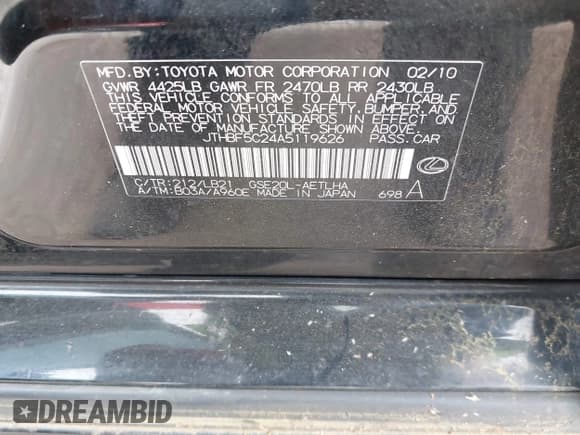 MFD.BY:TOYOTA MOTOR CORPORATION 02/10
GVWR 4425LB GAWR FR 2470LB RR 2430LB
THIS VEHICLE CONFORMS TO ALL APPLICABLE
FEDERAL MOTOR VEHICLE SAFETY, BUMPER, AND
THEFT PREVENTION STANDARDS IN EFFECT ON
THE DATE OF MANUFACTURE SHOWN ABOVE.
JTHBF5C24A5119626 PASS.CAR
C/TR:212/LB21 GSE20L-AETLHA
A/TM:B03A/A960E MADE IN JAPAN 698 A
DREAMBID